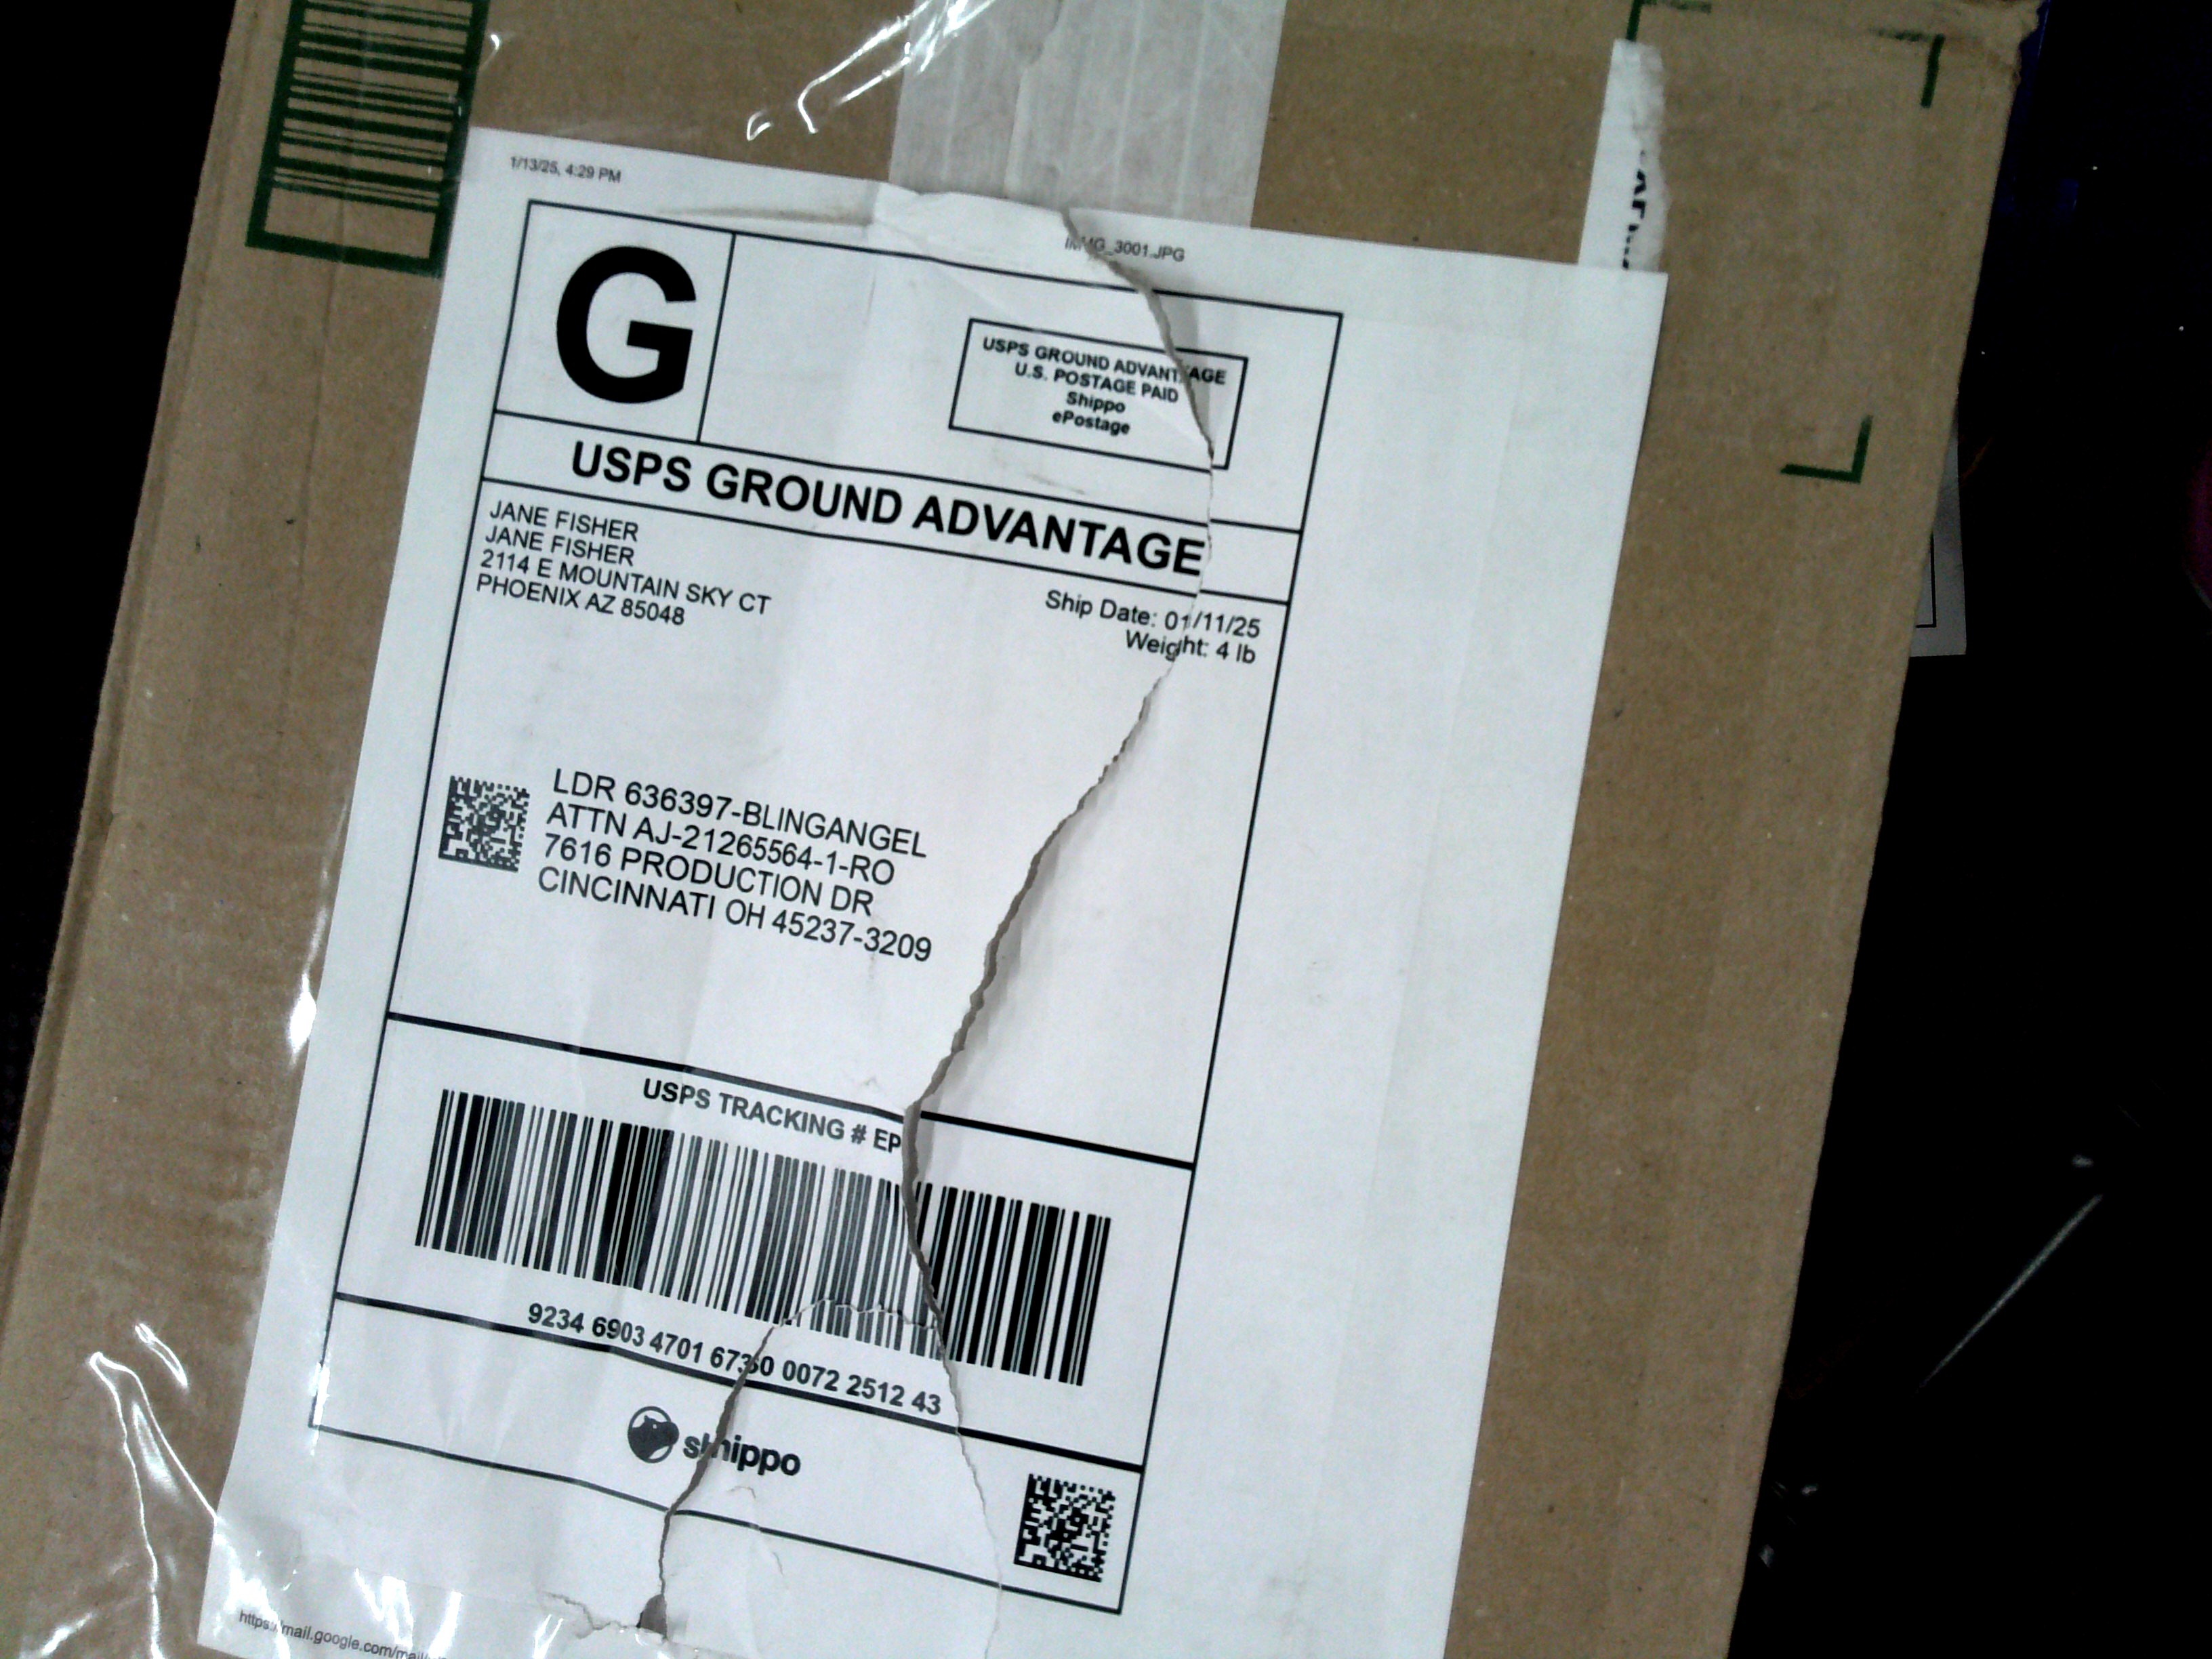 1/13/25, 4:29 PM
IMG_3001.JPG
G
USPS GROUND ADVANTAGE
U.S. POSTAGE PAID
Shippo
ePostage
USPS GROUND ADVANTAGE
JANE FISHER
JANE FISHER
2114 E MOUNTAIN SKY CT
PHOENIX AZ 85048
Ship Date: 01/11/25
Weight: 4 lb
LDR 636397-BLINGANGEL
ATTN AJ-21265564-1-RO
7616 PRODUCTION DR
CINCINNATI OH 45237-3209
USPS TRACKING # EP
9234 6903 4701 6730 0072 2512 43
shippo